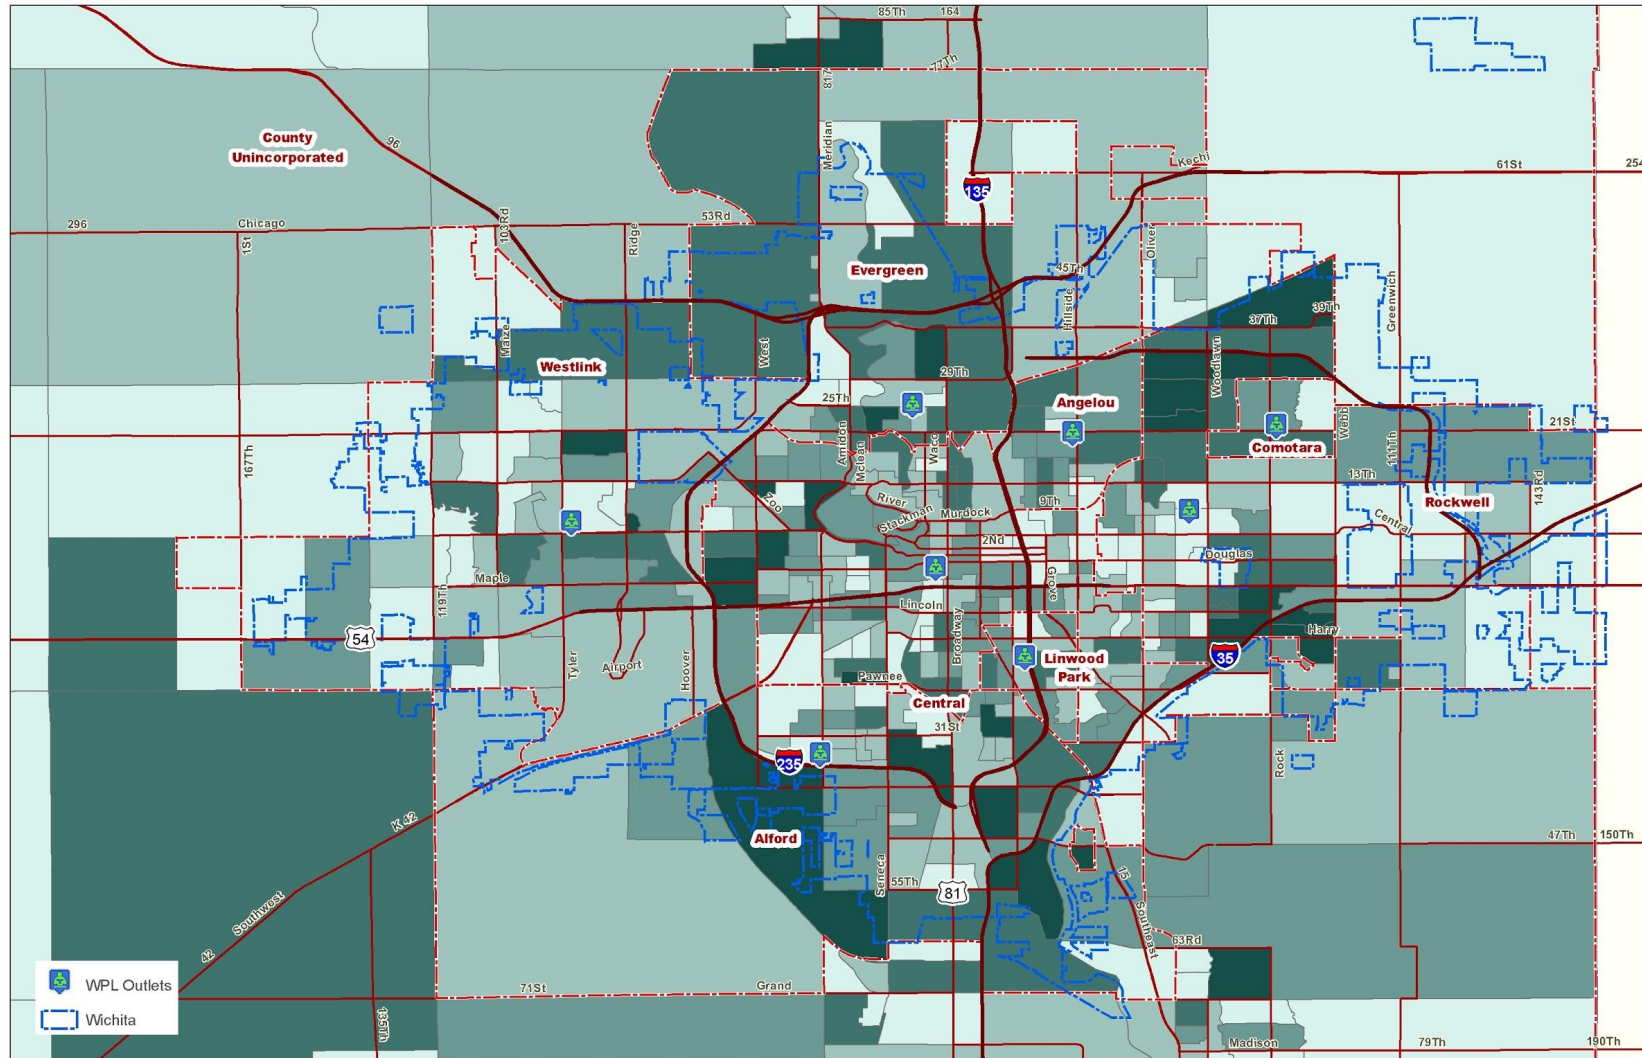 85Th
164
77Th
817
County
Unincorporated
96
Meridian
Kechi
61St
254
135
296
Chicago
1St
103Rd
Ridge
53Rd
Evergreen
45Th
Hillside
Oliver
Greenwich
39Th
37Th
Maize
West
Westlink
29Th
Woodlawn
25Th
Angelou
Webb
21St
Comotara
167Th
Amidon
Mclean
Waco
111Th
13Th
143Rd
Zoo
River
9Th
Rockwell
Stackman
Murdock
Central
2Nd
Douglas
Maple
119Th
Grove
Lincoln
Broadway
Harry
54
Tyler
Airport
Hoover
Pawnee
Linwood
Park
35
Central
31St
235
Rock
K 42
Alford
47Th
150Th
Seneca
55Th
81
15
Southeast
Southwest
42
63Rd
WPL Outlets
71St
Grand
Wichita
135Th
Madison
79Th
190Th